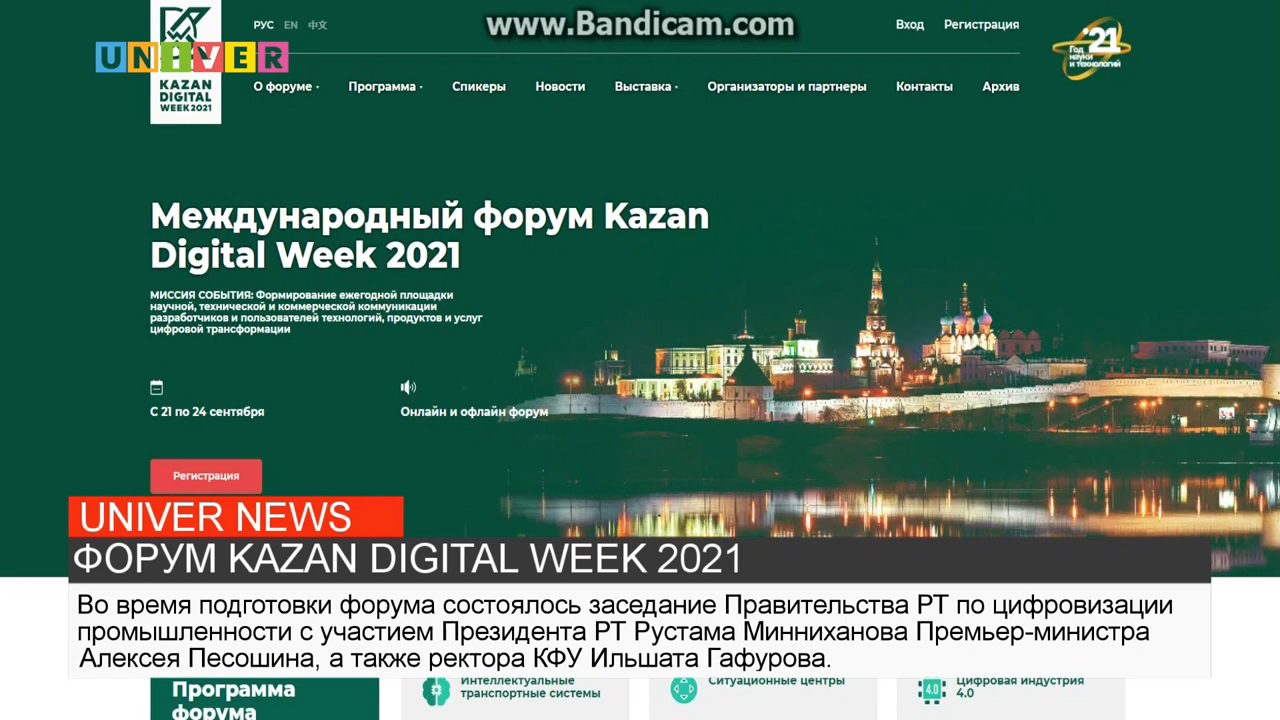 www.Bandicam.com
РУС EN 中文
Вход Регистрация
UNIVER
'21
Год
науки
и технологий
KAZAN
DIGITAL
WEEK2021
О форуме Программа Спикеры Новости Выставка Организаторы и партнеры Контакты Архив
Международный форум Kazan
Digital Week 2021
МИССИЯ СОБЫТИЯ: Формирование ежегодной площадки
научной, технической и коммерческой коммуникации
разработчиков и пользователей технологий, продуктов и услуг
цифровой трансформации
С 21 по 24 сентября
Онлайн и офлайн форум
Регистрация
UNIVER NEWS
ФОРУМ KAZAN DIGITAL WEEK 2021
Во время подготовки форума состоялось заседание Правительства РТ по цифровизации
промышленности с участием Президента РТ Рустама Минниханова Премьер-министра
Алексея Песошина, а также ректора КФУ Ильшата Гафурова.
Программа
форума
Интеллектуальные
транспортные системы
Ситуационные центры
4.0
Цифровая индустрия
4.0